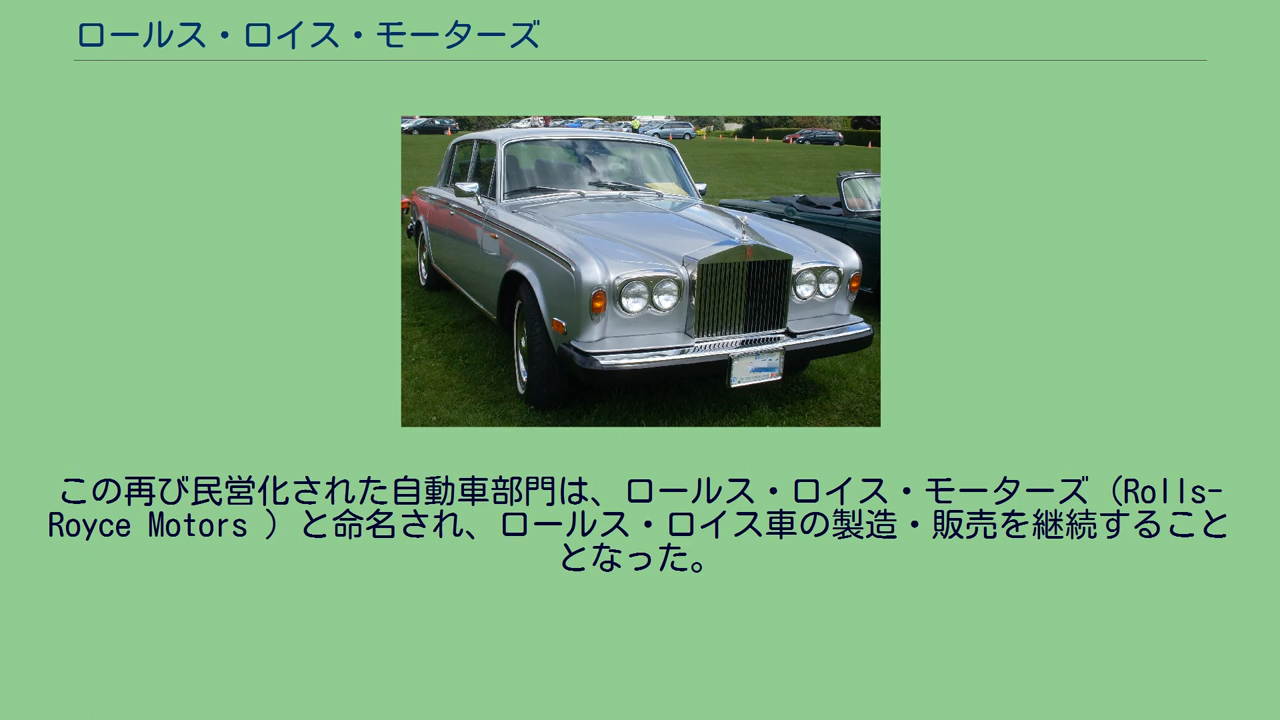 ロールス・ロイス・モーターズ
この再び民営化された自動車部門は、ロールス・ロイス・モーターズ（Rolls-
Royce Motors ）と命名され、ロールス・ロイス車の製造・販売を継続すること
となった。